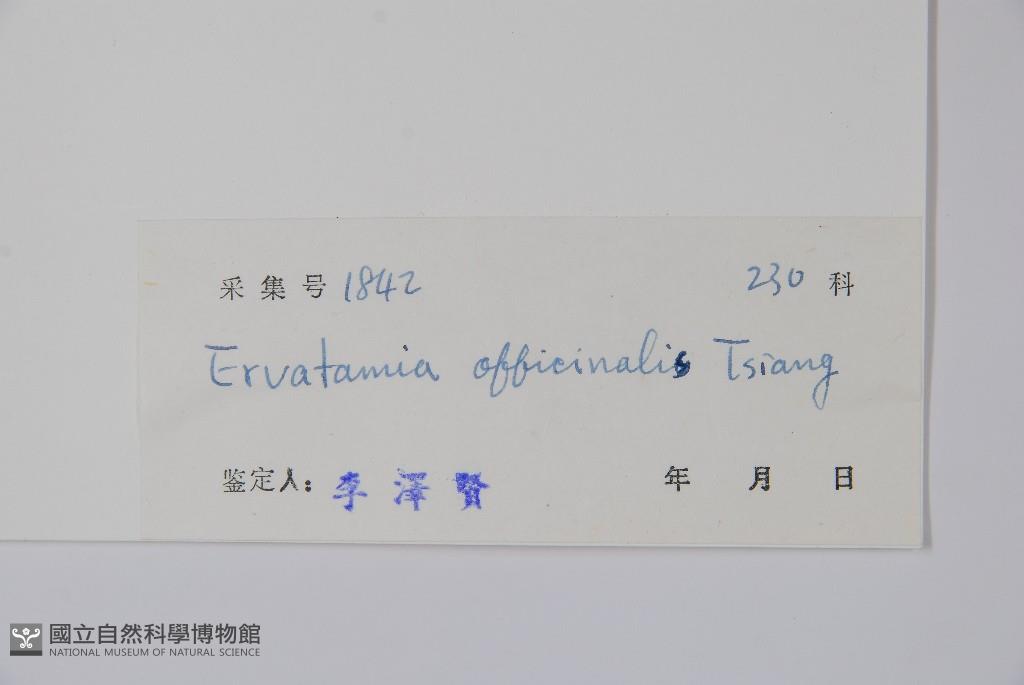 采集号 1842 230 科
Ervatamia officinalis Tsiang
鉴定人: 李澤賢 年 月 日
國立自然科學博物館
NATIONAL MUSEUM OF NATURAL SCIENCE